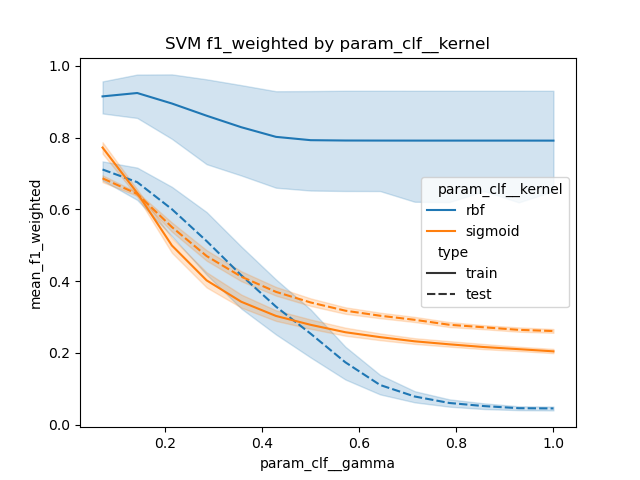 SVM f1_weighted by param_clf__kernel
1.0
0.8
0.6
0.4
0.2
0.0
mean_f1_weighted
param_clf__kernel
rbf
sigmoid
type
train
test
0.2
0.4
0.6
0.8
1.0
param_clf__gamma